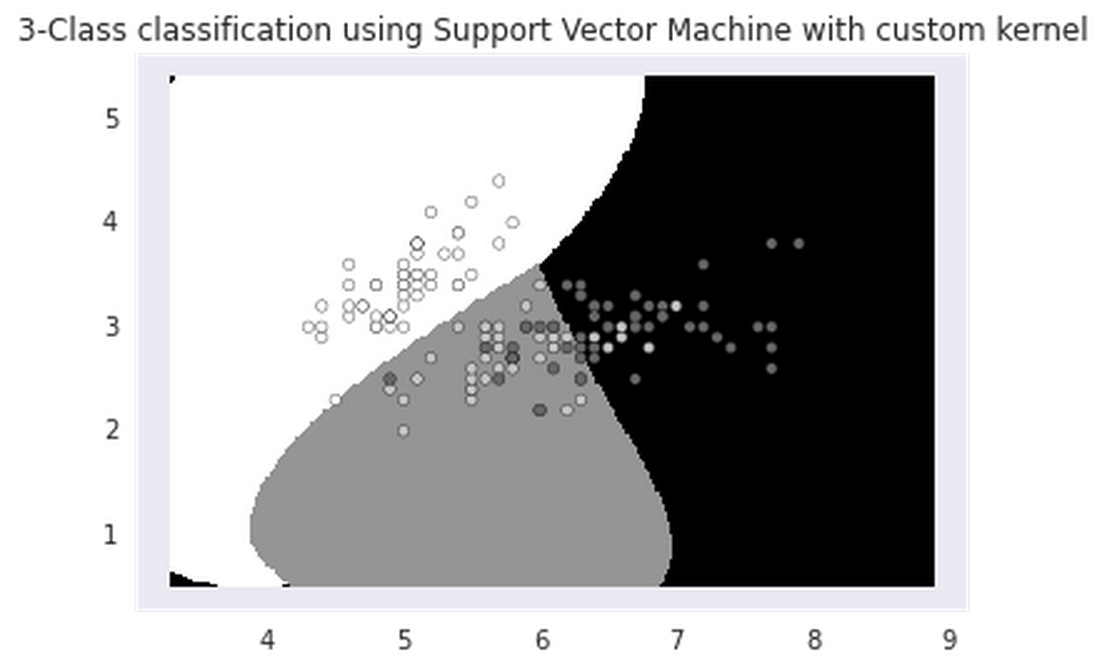 3-Class classification using Support Vector Machine with custom kernel
5
4
3
2
1
4 5 6 7 8 9